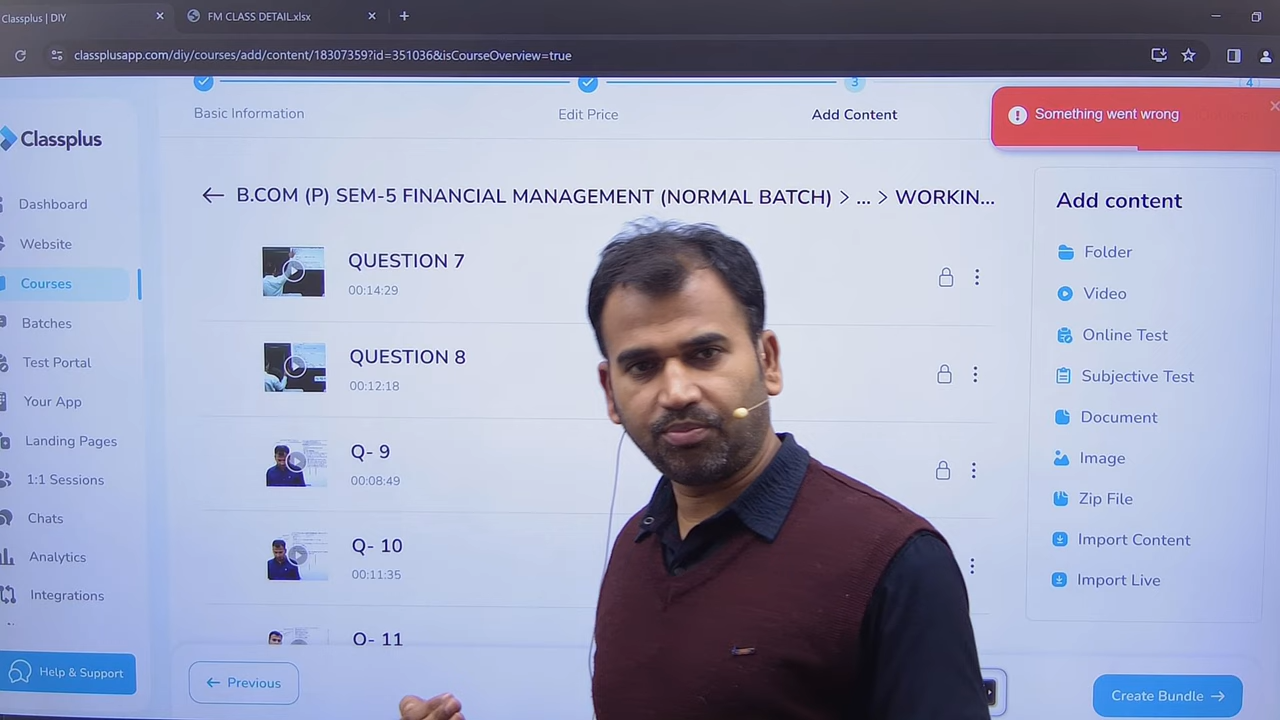 Classplus | DIY
FM CLASS DETAIL.xlsx
classplusapp.com/diy/courses/add/content/18307359?id=351036&isCourseOverview=true
3
4
Basic Information
Edit Price
Add Content
Something went wrong
Classplus
B.COM (P) SEM-5 FINANCIAL MANAGEMENT (NORMAL BATCH) > ... > WORKIN...
Dashboard
Website
Courses
Batches
Test Portal
Your App
Landing Pages
1:1 Sessions
Chats
Analytics
Integrations
Help & Support
QUESTION 7
00:14:29
QUESTION 8
00:12:18
Q- 9
00:08:49
Q- 10
00:11:35
Q- 11
Add content
Folder
Video
Online Test
Subjective Test
Document
Image
Zip File
Import Content
Import Live
Previous
Create Bundle